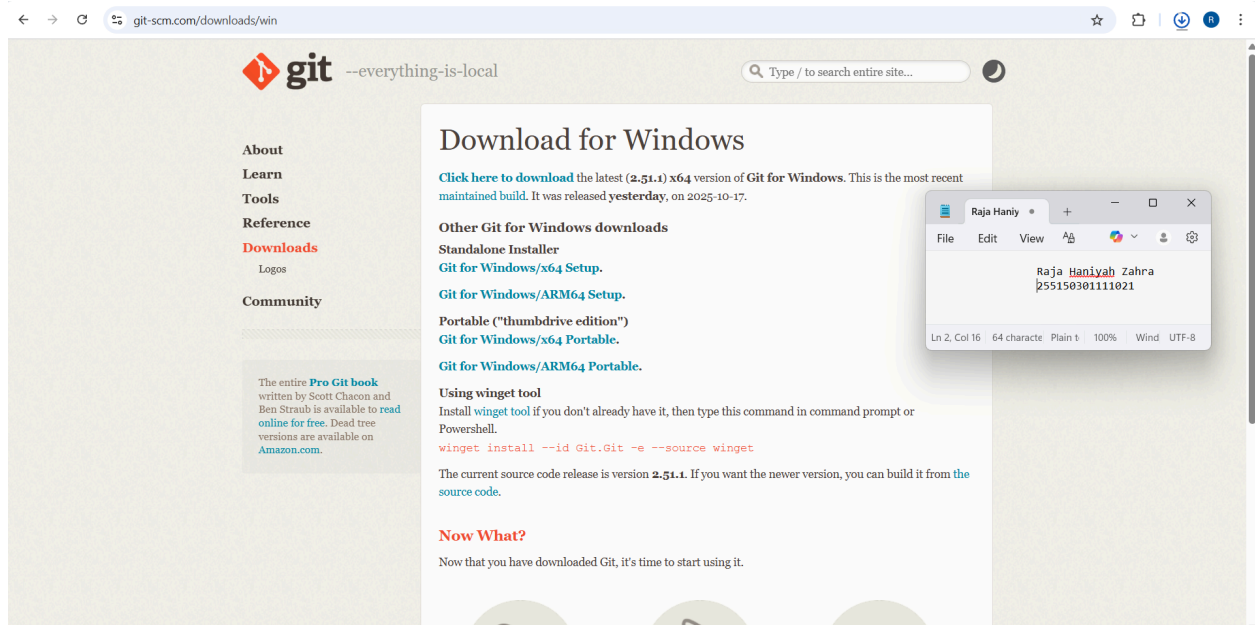 git-scm.com/downloads/win
R
git --everything-is-local
Type / to search entire site...
About
Learn
Tools
Reference
Downloads
Logos
Community
The entire Pro Git book
written by Scott Chacon and
Ben Straub is available to read
online for free. Dead tree
versions are available on
Amazon.com.
Download for Windows
Click here to download the latest (2.51.1) x64 version of Git for Windows. This is the most recent
maintained build. It was released yesterday, on 2025-10-17.
Other Git for Windows downloads
Standalone Installer
Git for Windows/x64 Setup.
Git for Windows/ARM64 Setup.
Portable ("thumbdrive edition")
Git for Windows/x64 Portable.
Git for Windows/ARM64 Portable.
Using winget tool
Install winget tool if you don't already have it, then type this command in command prompt or
Powershell.
winget install --id Git.Git -e --source winget
The current source code release is version 2.51.1. If you want the newer version, you can build it from the
source code.
Now What?
Now that you have downloaded Git, it's time to start using it.
Raja Haniy
File Edit View
Raja Haniyah Zahra
255150301111021
Ln 2, Col 16 64 characte Plain t 100% Wind UTF-8